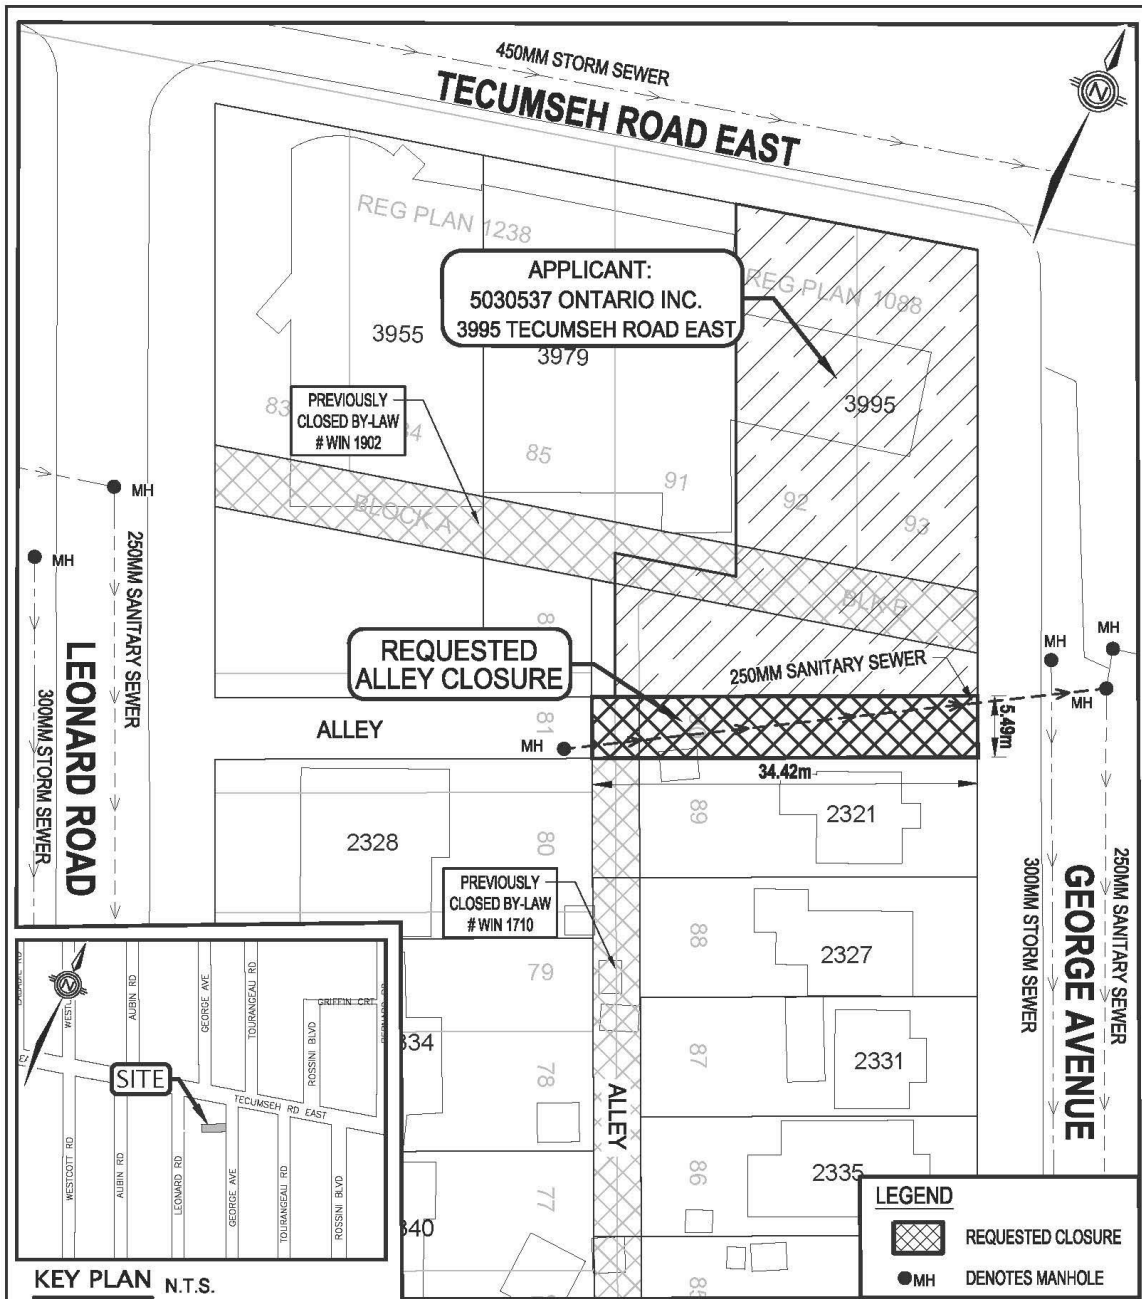 450MM STORM SEWER
TECUMSEH ROAD EAST
N
REG PLAN 1238
REG PLAN 1088
APPLICANT:
5030537 ONTARIO INC.
3995 TECUMSEH ROAD EAST
3955
3979
3995
PREVIOUSLY
CLOSED BY-LAW
# WIN 1902
83
84
85
91
92
93
BLOCK A
MH
MH
250MM SANITARY SEWER
300MM STORM SEWER
LEONARD ROAD
REQUESTED
ALLEY CLOSURE
250MM SANITARY SEWER
MH
MH
MH
ALLEY
81
MH
5.49m
34.42m
2328
80
89
2321
PREVIOUSLY
CLOSED BY-LAW
# WIN 1710
88
2327
79
300MM STORM SEWER
GEORGE AVENUE
250MM SANITARY SEWER
78
ALLEY
87
2331
77
86
2335
85
N
WESTCOTT RD
AUBIN RD
GEORGE AVE
TOURANGEAU RD
GRIFFIN CRT
ROSSINI BLVD
SITE
TECUMSEH RD EAST
AUBIN RD
LEONARD RD
GEORGE AVE
TOURANGEAU RD
ROSSINI BLVD
KEY PLAN N.T.S.
LEGEND
REQUESTED CLOSURE
MH DENOTES MANHOLE